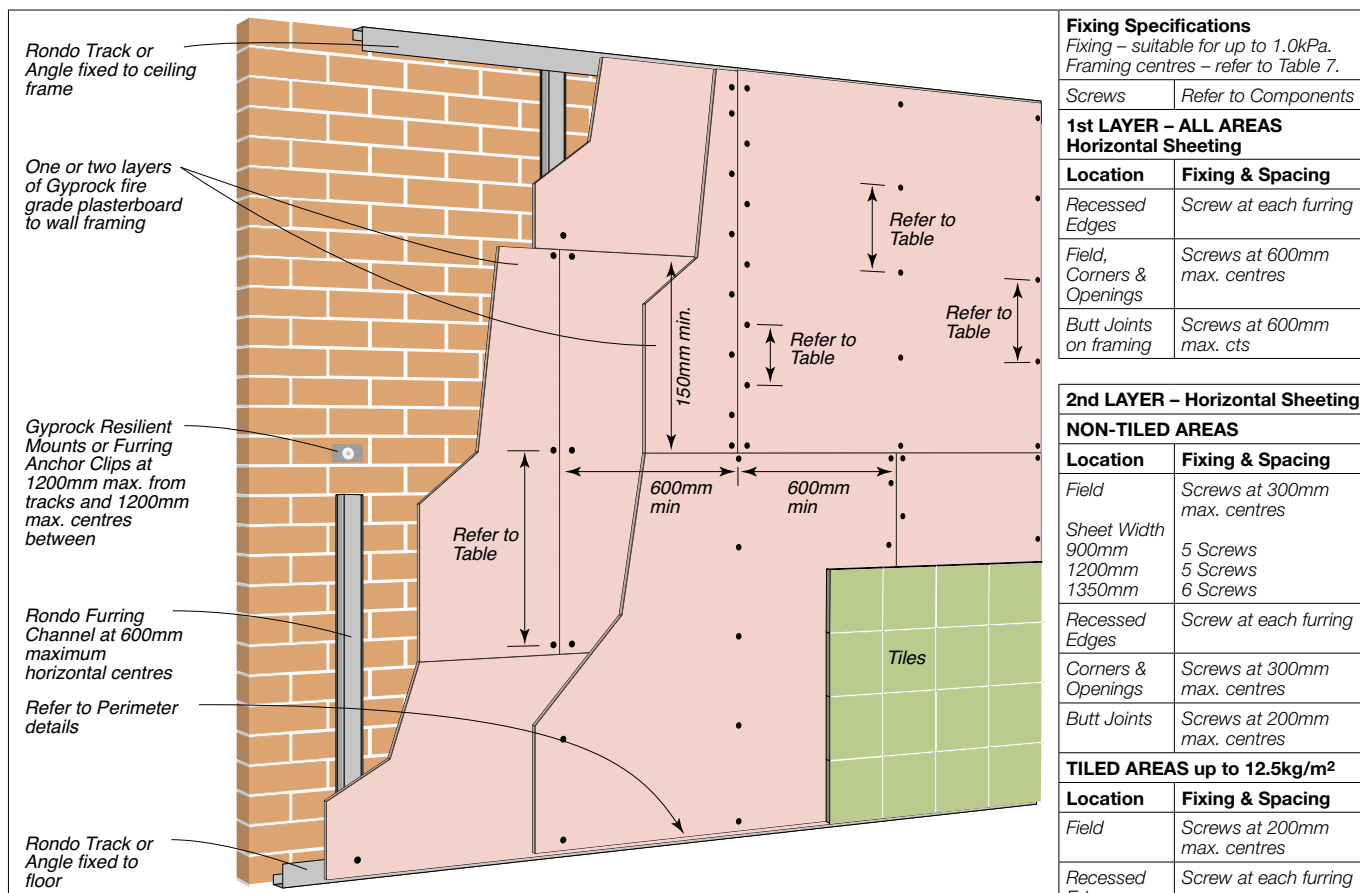 Rondo Track or
Angle fixed to ceiling
frame
One or two layers
of Gyprock fire
grade plasterboard
to wall framing
Gyprock Resilient
Mounts or Furring
Anchor Clips at
1200mm max. from
tracks and 1200mm
max. centres
between
Rondo Furring
Channel at 600mm
maximum
horizontal centres
Refer to Perimeter
details
Rondo Track or
Angle fixed to
floor
Refer to
Table
Refer to
Table
Refer to
Table
150mm min.
600mm
min
600mm
min
Refer to
Table
Tiles
Fixing Specifications
Fixing – suitable for up to 1.0kPa.
Framing centres – refer to Table 7.
Screws Refer to Components
1st LAYER – ALL AREAS
Horizontal Sheeting
Location Fixing & Spacing
Recessed Screw at each furring
Edges
Field, Screws at 600mm
Corners & max. centres
Openings
Butt Joints Screws at 600mm
on framing max. cts
2nd LAYER – Horizontal Sheeting
NON-TILED AREAS
Location Fixing & Spacing
Field Screws at 300mm
max. centres
Sheet Width
900mm 5 Screws
1200mm 5 Screws
1350mm 6 Screws
Recessed Screw at each furring
Edges
Corners & Screws at 300mm
Openings max. centres
Butt Joints Screws at 200mm
max. centres
TILED AREAS up to 12.5kg/m²
Location Fixing & Spacing
Field Screws at 200mm
max. centres
Recessed Screw at each furring